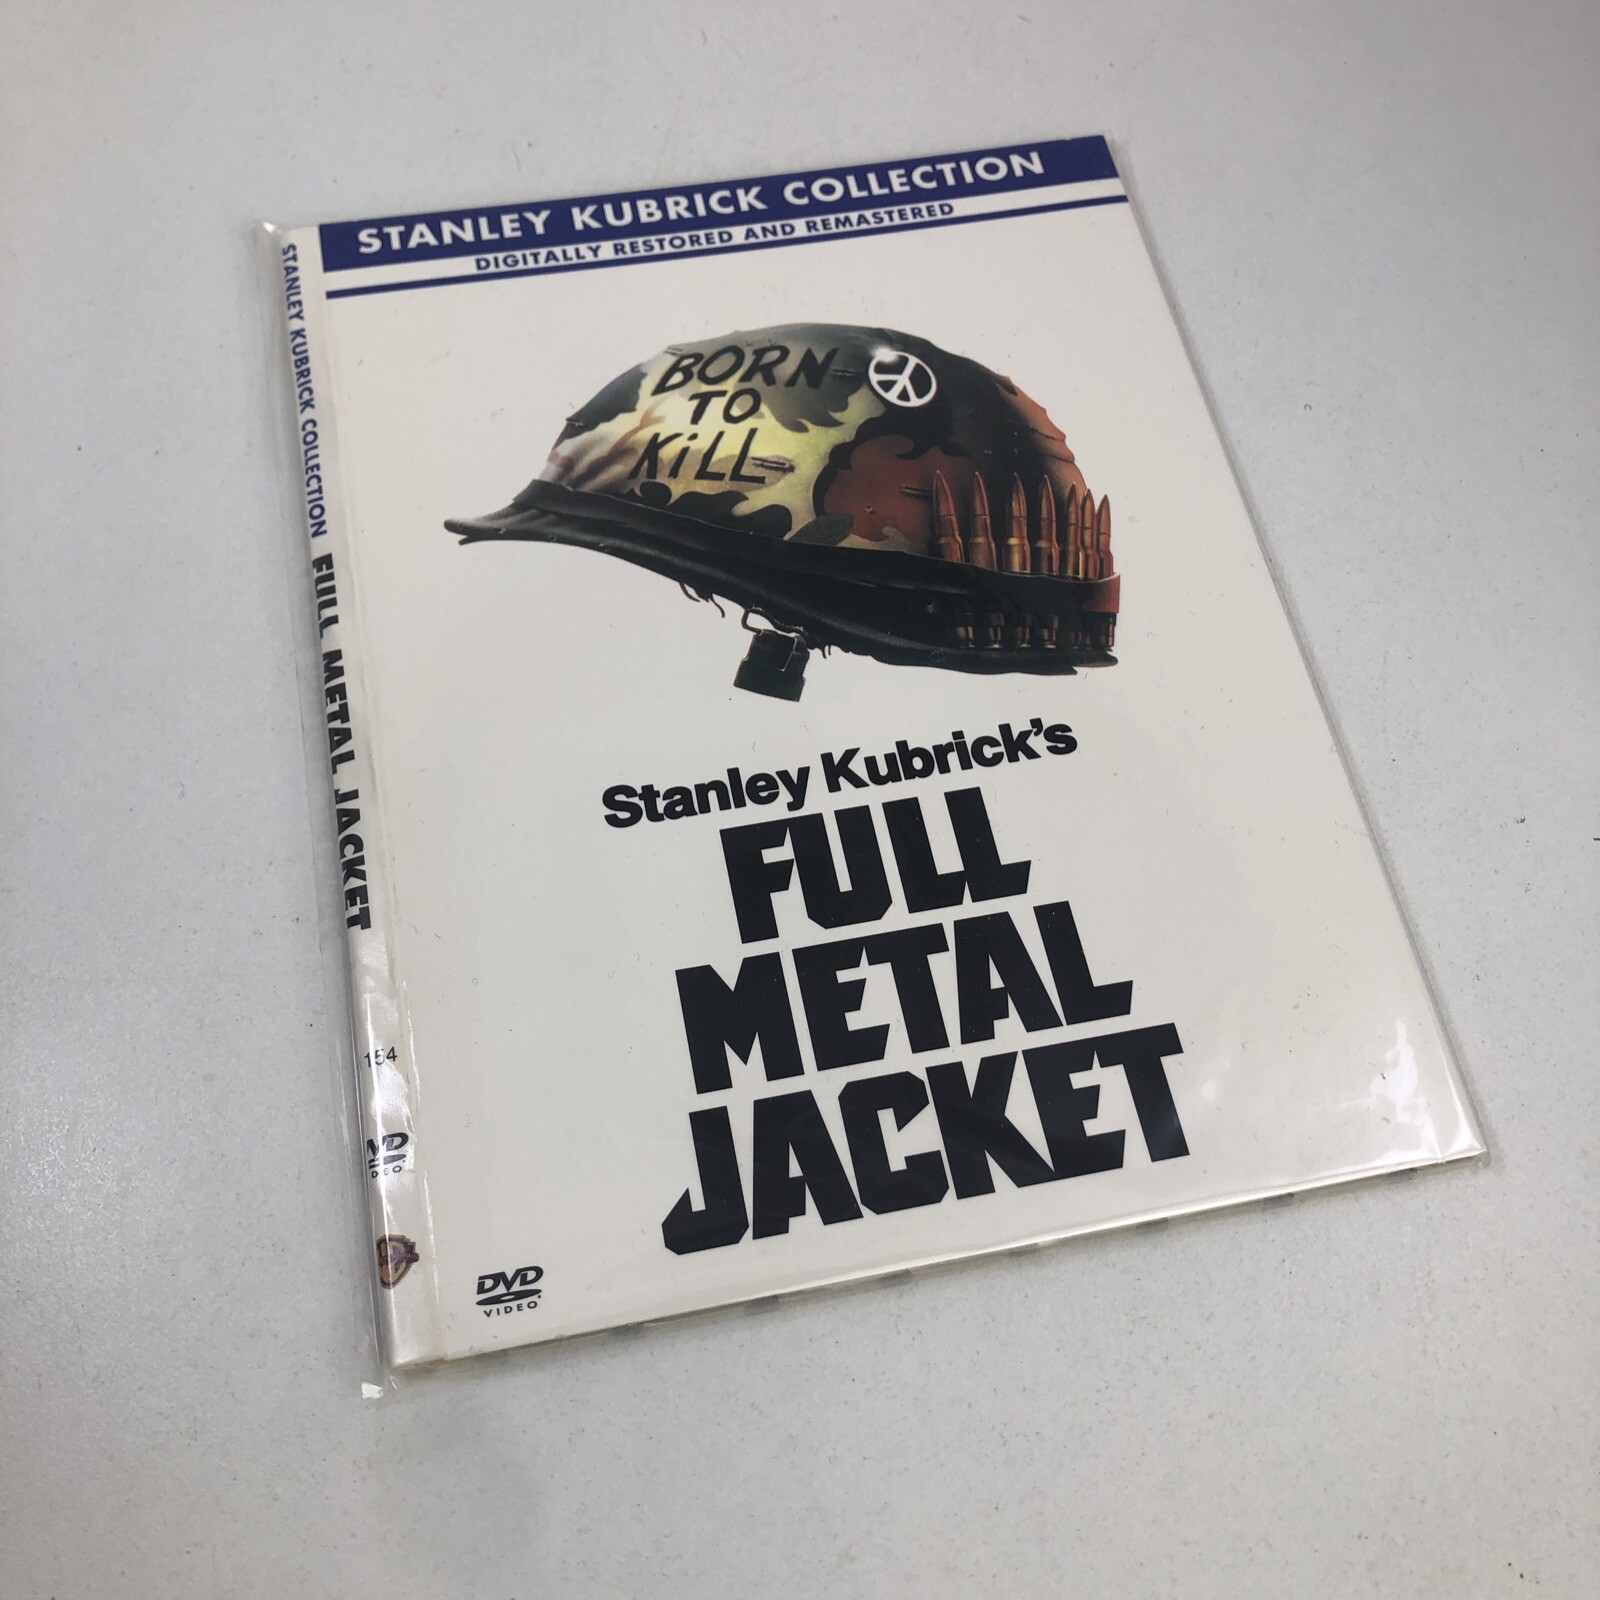 STANLEY KUBRICK COLLECTION
DIGITALLY RESTORED AND REMASTERED
BORN
TO
KiLL
Stanley Kubrick's
FULL
METAL
JACKET
DVD
VIDEO
STANLEY KUBRICK COLLECTION FULL METAL JACKET
154